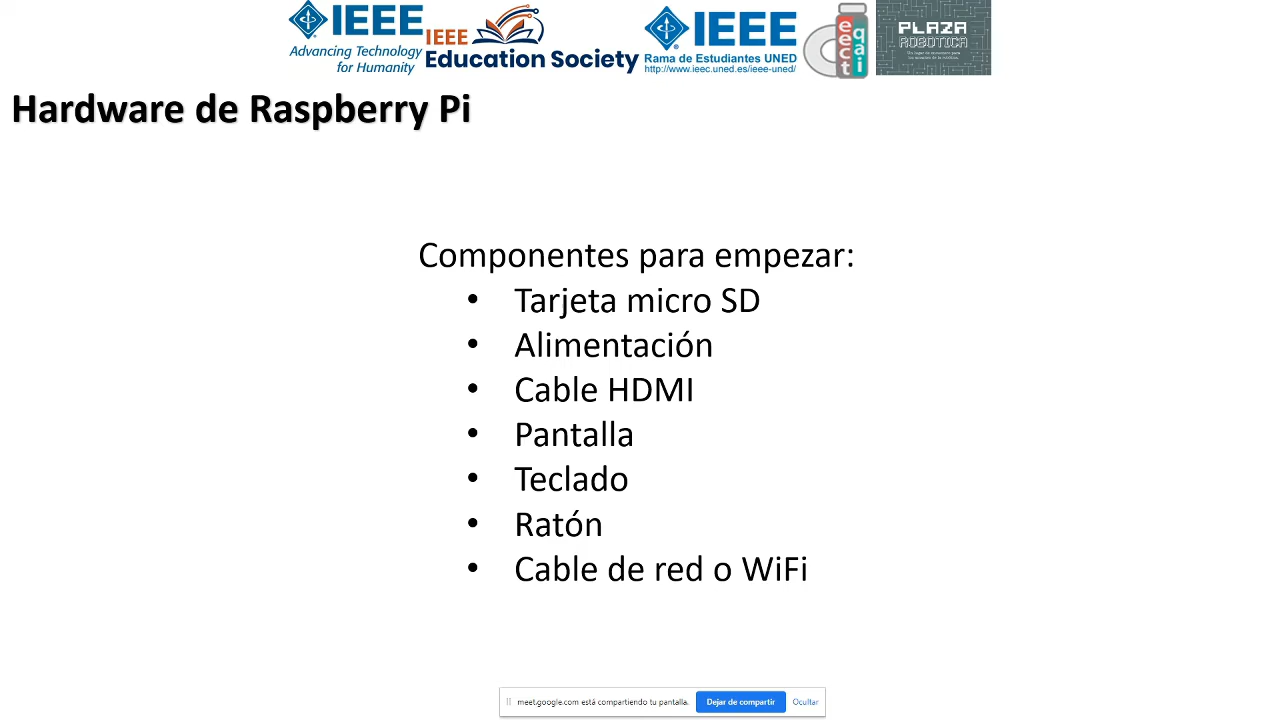 IEEE
Advancing Technology
for Humanity
IEEE
Education Society
IEEE
Rama de Estudiantes UNED
http://www.ieec.uned.es/ieee-uned/
PLAZA
ROBOTICA
Hardware de Raspberry Pi
Componentes para empezar:
• Tarjeta micro SD
• Alimentación
• Cable HDMI
• Pantalla
• Teclado
• Ratón
• Cable de red o WiFi
meet.google.com está compartiendo tu pantalla.
Dejar de compartir
Ocultar